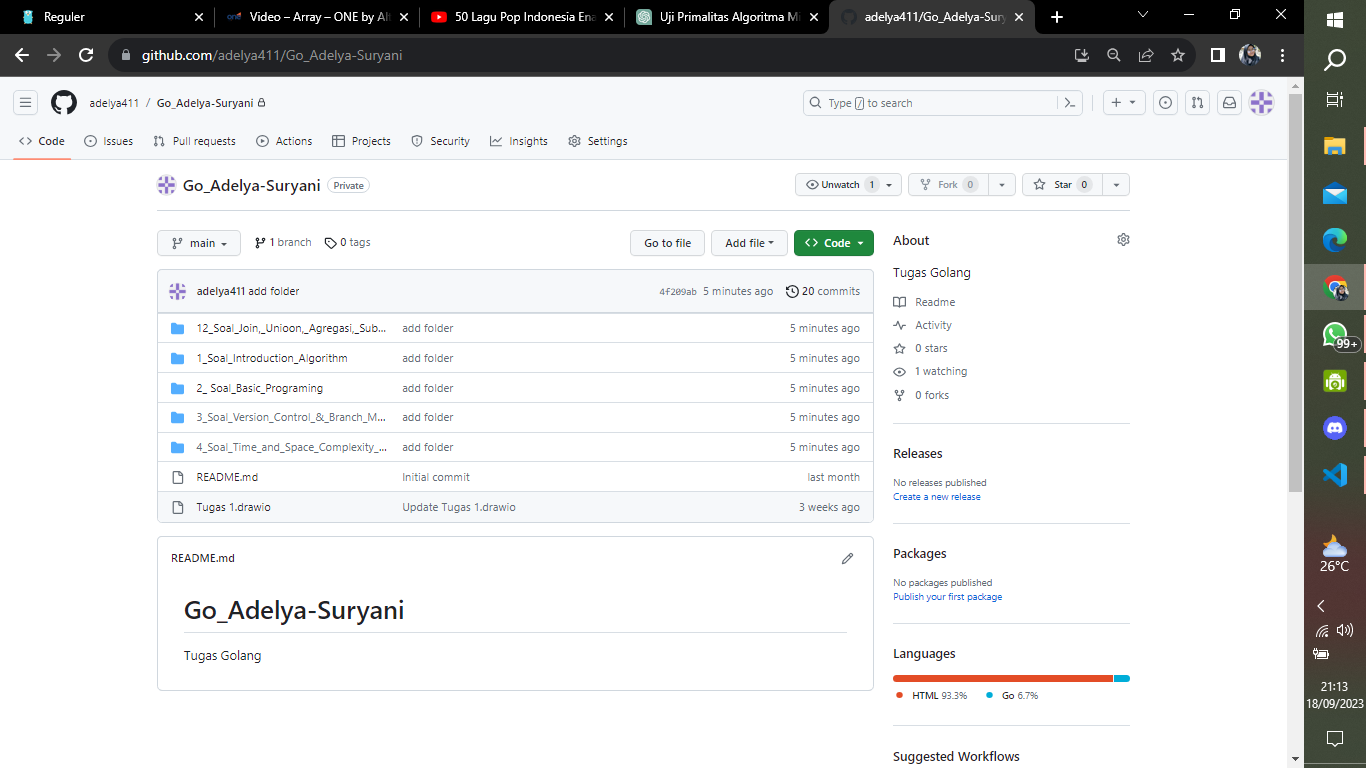 Reguler
Video – Array – ONE by Al
50 Lagu Pop Indonesia Ena
Uji Primalitas Algoritma Mi
adelya411/Go_Adelya-Sury
github.com/adelya411/Go_Adelya-Suryani
adelya411 / Go_Adelya-Suryani
Type / to search
Code Issues Pull requests Actions Projects Security Insights Settings
Go_Adelya-Suryani Private
Unwatch 1 Fork 0 Star 0
main 1 branch 0 tags Go to file Add file Code
adelya411 add folder 4f209ab 5 minutes ago 20 commits
12_Soal_Join,_Unioon,_Agregasi,_Sub... add folder 5 minutes ago
1_Soal_Introduction_Algorithm add folder 5 minutes ago
2_ Soal_Basic_Programing add folder 5 minutes ago
3_Soal_Version_Control_&_Branch_M... add folder 5 minutes ago
4_Soal_Time_and_Space_Complexity_... add folder 5 minutes ago
README.md Initial commit last month
Tugas 1.drawio Update Tugas 1.drawio 3 weeks ago
README.md
Go_Adelya-Suryani
Tugas Golang
About
Tugas Golang
Readme
Activity
0 stars
1 watching
0 forks
Releases
No releases published
Create a new release
Packages
No packages published
Publish your first package
Languages
HTML 93.3% Go 6.7%
Suggested Workflows
99+
26°C
21:13
18/09/2023